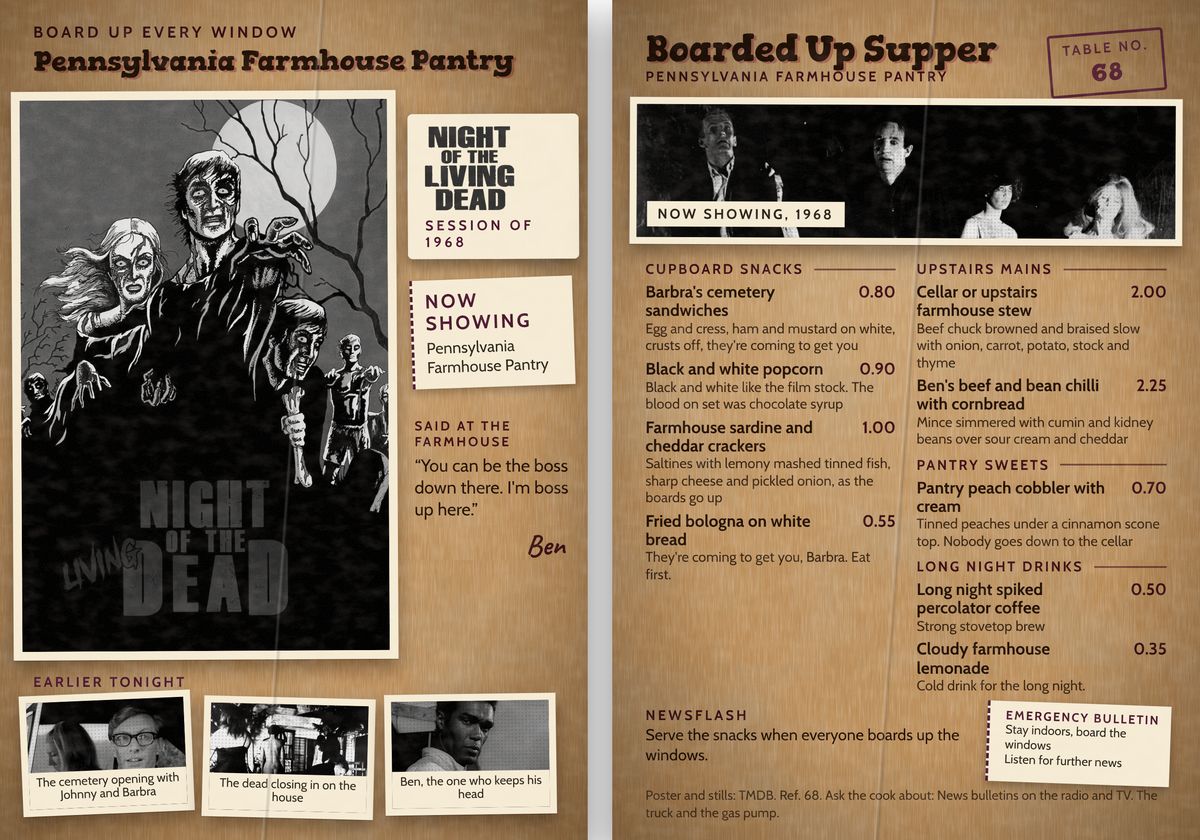 BOARD UP EVERY WINDOW
Pennsylvania Farmhouse Pantry
NIGHT
OF THE
LIVING
DEAD
NIGHT
OF THE
LIVING
DEAD
SESSION OF
1968
NOW
SHOWING
Pennsylvania
Farmhouse Pantry
SAID AT THE
FARMHOUSE
“You can be the boss
down there. I'm boss
up here.”
Ben
EARLIER TONIGHT
The cemetery opening with
Johnny and Barbra
The dead closing in on the
house
Ben, the one who keeps his
head
Boarded Up Supper
PENNSYLVANIA FARMHOUSE PANTRY
TABLE NO.
68
NOW SHOWING, 1968
CUPBOARD SNACKS
Barbra's cemetery 0.80
sandwiches
Egg and cress, ham and mustard on white,
crusts off, they're coming to get you
Black and white popcorn 0.90
Black and white like the film stock. The
blood on set was chocolate syrup
Farmhouse sardine and 1.00
cheddar crackers
Saltines with lemony mashed tinned fish,
sharp cheese and pickled onion, as the
boards go up
Fried bologna on white 0.55
bread
They're coming to get you, Barbra. Eat
first.
UPSTAIRS MAINS
Cellar or upstairs 2.00
farmhouse stew
Beef chuck browned and braised slow
with onion, carrot, potato, stock and
thyme
Ben's beef and bean chilli 2.25
with cornbread
Mince simmered with cumin and kidney
beans over sour cream and cheddar
PANTRY SWEETS
Pantry peach cobbler with 0.70
cream
Tinned peaches under a cinnamon scone
top. Nobody goes down to the cellar
LONG NIGHT DRINKS
Long night spiked 0.50
percolator coffee
Strong stovetop brew
Cloudy farmhouse 0.35
lemonade
Cold drink for the long night.
NEWSFLASH
Serve the snacks when everyone boards up the
windows.
EMERGENCY BULLETIN
Stay indoors, board the
windows
Listen for further news
Poster and stills: TMDB. Ref. 68. Ask the cook about: News bulletins on the radio and TV. The
truck and the gas pump.